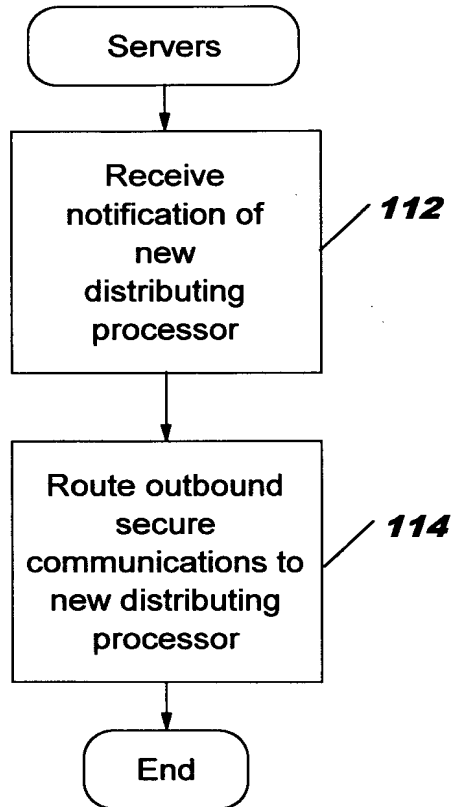 Servers
Receive
notification of
new
distributing
processor
112
Route outbound
secure
communications to
new distributing
processor
114
End